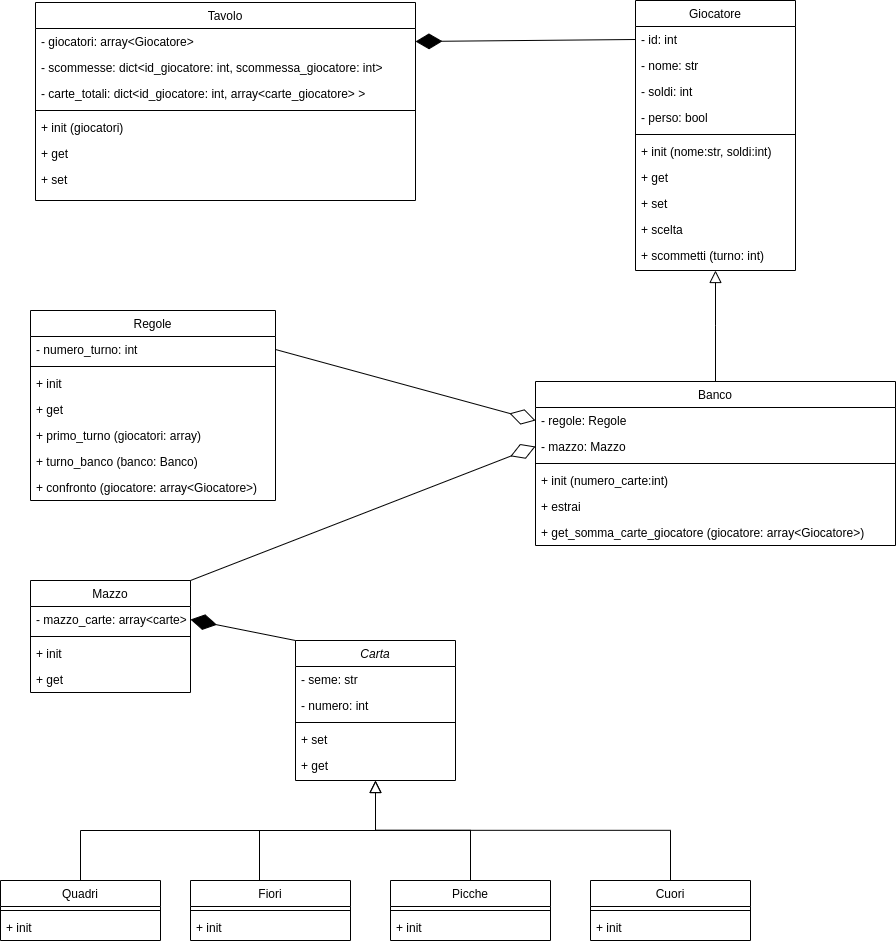 Tavolo
- giocatori: array<Giocatore>
- scommesse: dict<id_giocatore: int, scommessa_giocatore: int>
- carte_totali: dict<id_giocatore: int, array<carte_giocatore> >
+ init (giocatori)
+ get
+ set
Giocatore
- id: int
- nome: str
- soldi: int
- perso: bool
+ init (nome:str, soldi:int)
+ get
+ set
+ scelta
+ scommetti (turno: int)
Regole
- numero_turno: int
+ init
+ get
+ primo_turno (giocatori: array)
+ turno_banco (banco: Banco)
+ confronto (giocatore: array<Giocatore>)
Banco
- regole: Regole
- mazzo: Mazzo
+ init (numero_carte:int)
+ estrai
+ get_somma_carte_giocatore (giocatore: array<Giocatore>)
Mazzo
- mazzo_carte: array<carte>
+ init
+ get
Carta
- seme: str
- numero: int
+ set
+ get
Quadri
+ init
Fiori
+ init
Picche
+ init
Cuori
+ init